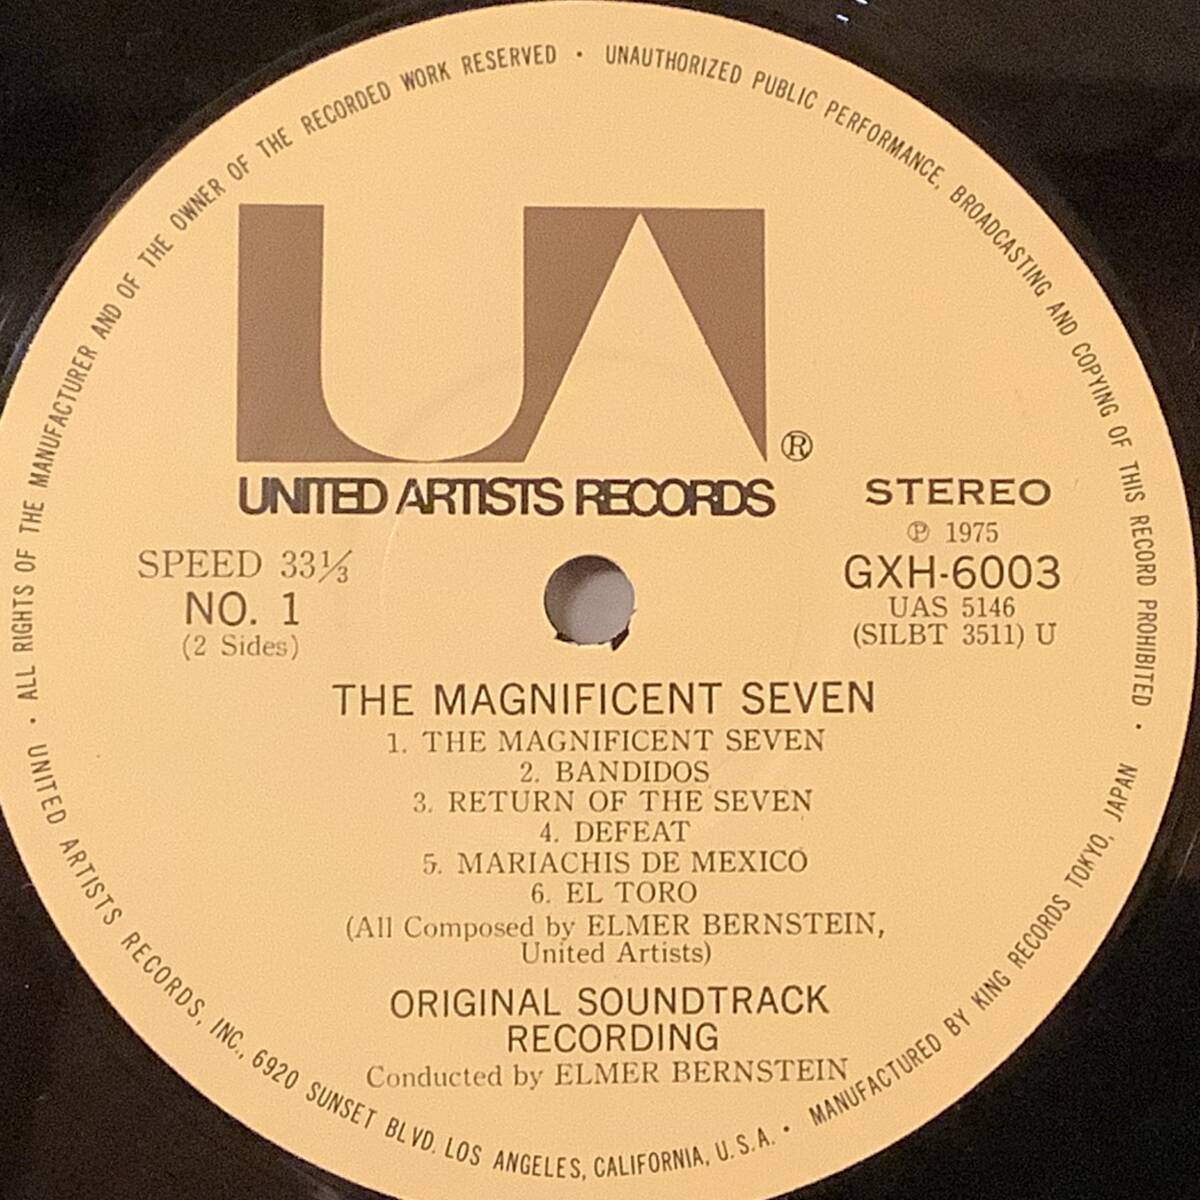 · ALL RIGHTS OF THE MANUFACTURER AND OF THE OWNER OF THE RECORDED WORK RESERVED · UNAUTHORIZED PUBLIC PERFORMANCE, BROADCASTING AND COPYING OF THIS RECORD PROHIBITED ·
UA®
UNITED ARTISTS RECORDS
STEREO
℗ 1975
GXH-6003
UAS 5146
(SILBT 3511) U
SPEED 33⅓
NO. 1
(2 Sides)
THE MAGNIFICENT SEVEN
1. THE MAGNIFICENT SEVEN
2. BANDIDOS
3. RETURN OF THE SEVEN
4. DEFEAT
5. MARIACHIS DE MEXICO
6. EL TORO
(All Composed by ELMER BERNSTEIN,
United Artists)
ORIGINAL SOUNDTRACK
RECORDING
Conducted by ELMER BERNSTEIN
UNITED ARTISTS RECORDS, INC., 6920 SUNSET BLVD. LOS ANGELES, CALIFORNIA, U.S.A. · MANUFACTURED BY KING RECORDS TOKYO, JAPAN